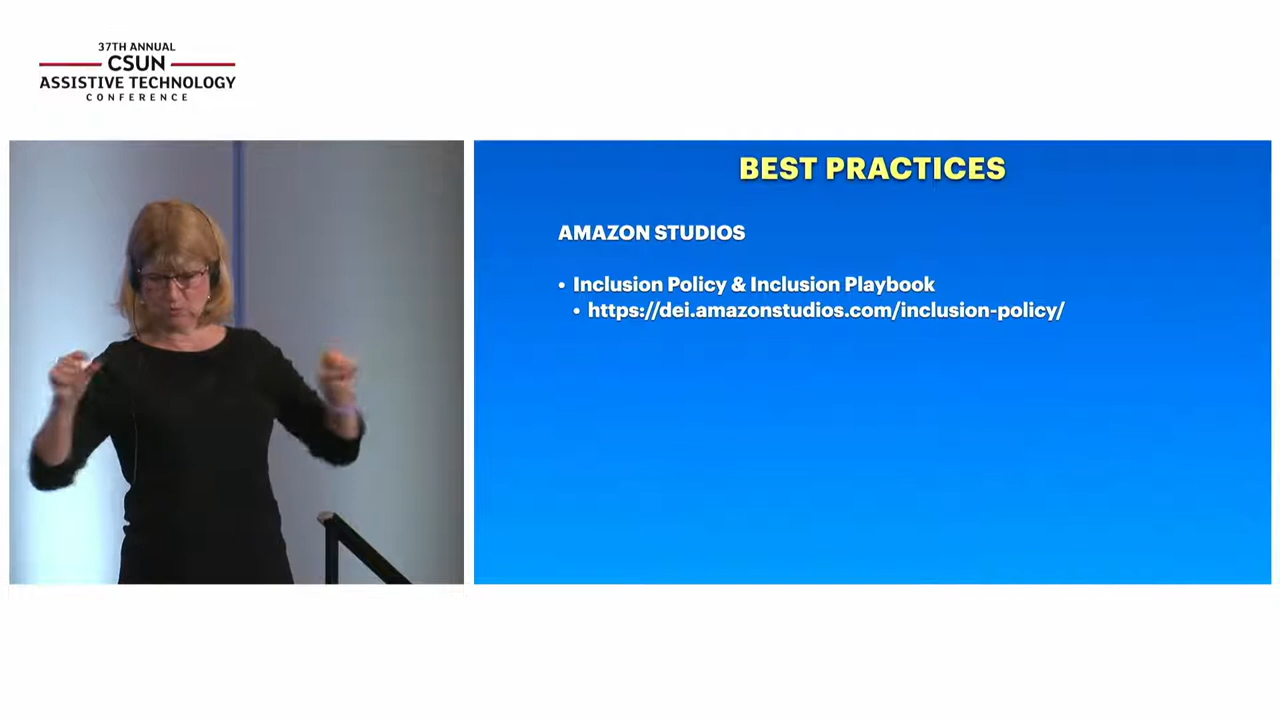 37TH ANNUAL
CSUN
ASSISTIVE TECHNOLOGY
CONFERENCE
BEST PRACTICES
AMAZON STUDIOS
• Inclusion Policy & Inclusion Playbook
• https://dei.amazonstudios.com/inclusion-policy/